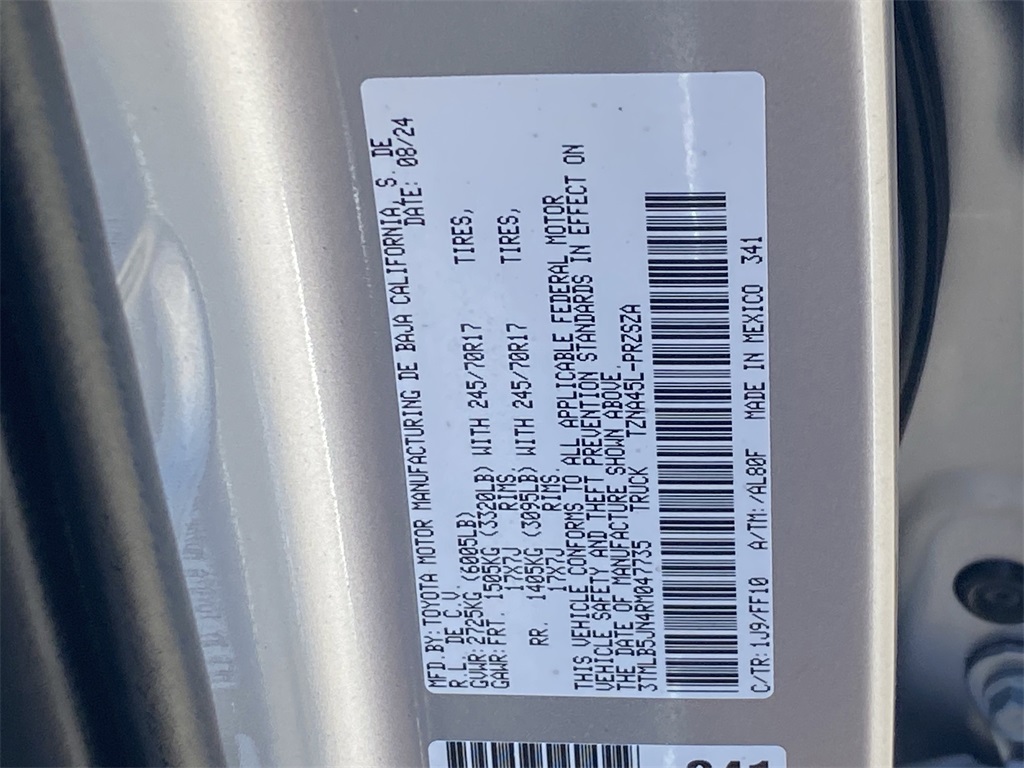 MFD.BY: TOYOTA MOTOR MANUFACTURING DE BAJA CALIFORNIA, S. DE
R.L. DE C.V. DATE: 08/24
GVWR: 2725KG (6005LB)
GAWR: FRT. 1505KG (3320LB) WITH 245/70R17 TIRES,
17X7J RIMS.
RR. 1405KG (3095LB) WITH 245/70R17 TIRES,
17X7J RIMS.
THIS VEHICLE CONFORMS TO ALL APPLICABLE FEDERAL MOTOR
VEHICLE SAFETY AND THEFT PREVENTION STANDARDS IN EFFECT ON
THE DATE OF MANUFACTURE SHOWN ABOVE.
3TMLB5JN4RM047735 TRUCK TZNA45L-PRZSZA
C/TR: 1J9/FF10 A/TM: /AL80F MADE IN MEXICO 341